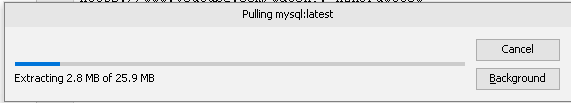 Pulling mysql:latest
Cancel
Extracting 2.8 MB of 25.9 MB
Background